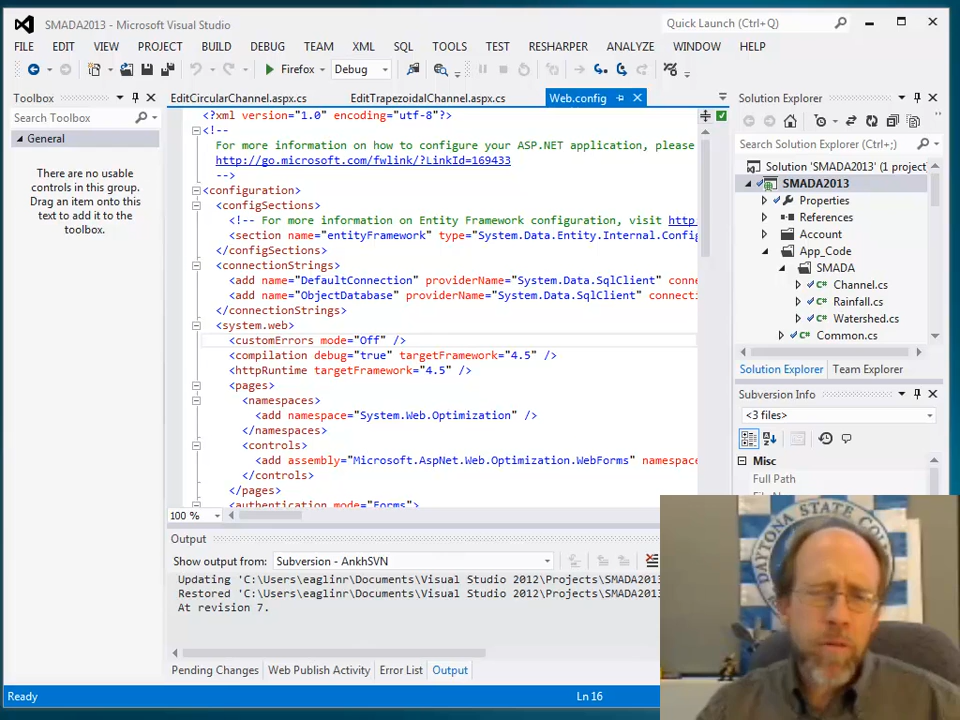 SMADA2013 - Microsoft Visual Studio
Quick Launch (Ctrl+Q)
FILE EDIT VIEW PROJECT BUILD DEBUG TEAM XML SQL TOOLS TEST RESHARPER ANALYZE WINDOW HELP
Firefox Debug
Toolbox
Search Toolbox
General
There are no usable
controls in this group.
Drag an item onto this
text to add it to the
toolbox.
EditCircularChannel.aspx.cs EditTrapezoidalChannel.aspx.cs Web.config
<?xml version="1.0" encoding="utf-8"?>
<!--
For more information on how to configure your ASP.NET application, please
http://go.microsoft.com/fwlink/?LinkId=169433
-->
<configuration>
<configSections>
<!-- For more information on Entity Framework configuration, visit http
<section name="entityFramework" type="System.Data.Entity.Internal.Config
</configSections>
<connectionStrings>
<add name="DefaultConnection" providerName="System.Data.SqlClient" conne
<add name="ObjectDatabase" providerName="System.Data.SqlClient" connecti
</connectionStrings>
<system.web>
<customErrors mode="Off" />
<compilation debug="true" targetFramework="4.5" />
<httpRuntime targetFramework="4.5" />
<pages>
<namespaces>
<add namespace="System.Web.Optimization" />
</namespaces>
<controls>
<add assembly="Microsoft.AspNet.Web.Optimization.WebForms" namespac
</controls>
</pages>
<authentication mode="Forms">
100 %
Output
Show output from: Subversion - AnkhSVN
Updating 'C:\Users\eaglinr\Documents\Visual Studio 2012\Projects\SMADA2013
Restored 'C:\Users\eaglinr\Documents\Visual Studio 2012\Projects\SMADA2013
At revision 7.
Pending Changes Web Publish Activity Error List Output
Ready
Ln 16
Solution Explorer
Search Solution Explorer (Ctrl+;)
Solution 'SMADA2013' (1 project
SMADA2013
Properties
References
Account
App_Code
SMADA
Channel.cs
Rainfall.cs
Watershed.cs
Common.cs
Solution Explorer Team Explorer
Subversion Info
<3 files>
Misc
Full Path
DAYTONA STATE